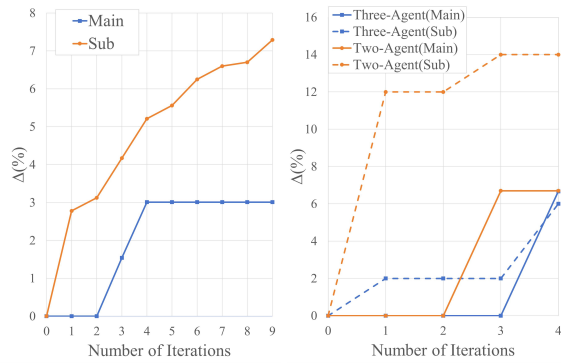 Main
Sub
8
7
6
5
4
3
2
1
0
Δ(%)
0 1 2 3 4 5 6 7 8 9
Number of Iterations
Three-Agent(Main)
Three-Agent(Sub)
Two-Agent(Main)
Two-Agent(Sub)
16
14
12
10
8
6
4
2
0
Δ(%)
0 1 2 3 4
Number of Iterations